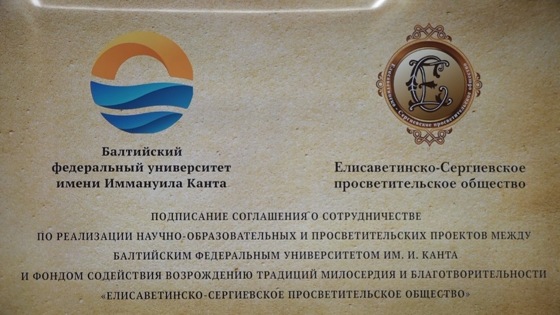 Балтийский
федеральный университет
имени Иммануила Канта
Елисаветинско-Сергиевское
просветительское общество
ПОДПИСАНИЕ СОГЛАШЕНИЯ О СОТРУДНИЧЕСТВЕ
ПО РЕАЛИЗАЦИИ НАУЧНО-ОБРАЗОВАТЕЛЬНЫХ И ПРОСВЕТИТЕЛЬСКИХ ПРОЕКТОВ МЕЖДУ
БАЛТИЙСКИМ ФЕДЕРАЛЬНЫМ УНИВЕРСИТЕТОМ ИМ. И. КАНТА
И ФОНДОМ СОДЕЙСТВИЯ ВОЗРОЖДЕНИЮ ТРАДИЦИЙ МИЛОСЕРДИЯ И БЛАГОТВОРИТЕЛЬНОСТИ
«ЕЛИСАВЕТИНСКО-СЕРГИЕВСКОЕ ПРОСВЕТИТЕЛЬСКОЕ ОБЩЕСТВО»